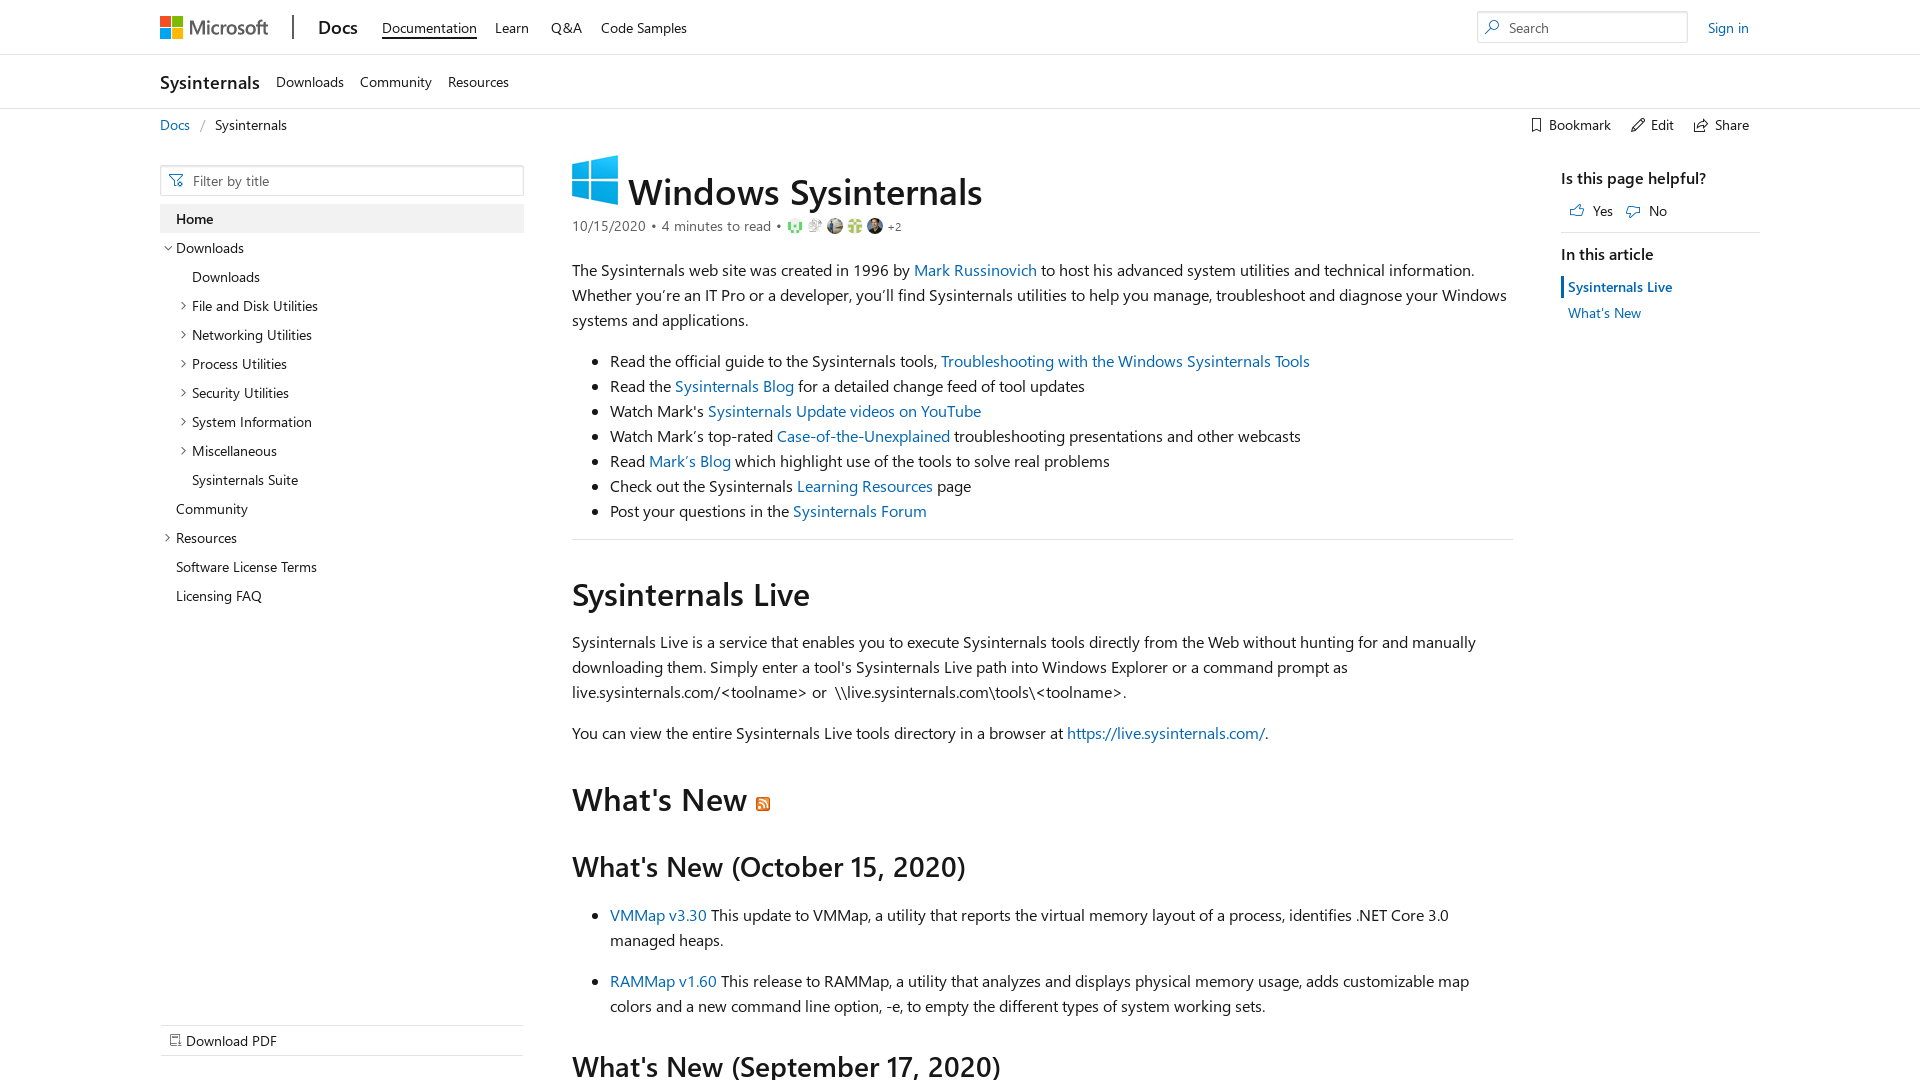 Microsoft
Docs
Documentation
Learn
Q&A
Code Samples
Search
Sign in
Sysinternals
Downloads
Community
Resources
Docs / Sysinternals
Bookmark
Edit
Share
Filter by title
Home
Downloads
Downloads
File and Disk Utilities
Networking Utilities
Process Utilities
Security Utilities
System Information
Miscellaneous
Sysinternals Suite
Community
Resources
Software License Terms
Licensing FAQ
Download PDF
Windows Sysinternals
10/15/2020 • 4 minutes to read • +2
The Sysinternals web site was created in 1996 by Mark Russinovich to host his advanced system utilities and technical information.
Whether you’re an IT Pro or a developer, you’ll find Sysinternals utilities to help you manage, troubleshoot and diagnose your Windows
systems and applications.
• Read the official guide to the Sysinternals tools, Troubleshooting with the Windows Sysinternals Tools
• Read the Sysinternals Blog for a detailed change feed of tool updates
• Watch Mark's Sysinternals Update videos on YouTube
• Watch Mark’s top-rated Case-of-the-Unexplained troubleshooting presentations and other webcasts
• Read Mark’s Blog which highlight use of the tools to solve real problems
• Check out the Sysinternals Learning Resources page
• Post your questions in the Sysinternals Forum
Sysinternals Live
Sysinternals Live is a service that enables you to execute Sysinternals tools directly from the Web without hunting for and manually
downloading them. Simply enter a tool's Sysinternals Live path into Windows Explorer or a command prompt as
live.sysinternals.com/<toolname> or \\live.sysinternals.com\tools\<toolname>.
You can view the entire Sysinternals Live tools directory in a browser at https://live.sysinternals.com/.
What's New
What's New (October 15, 2020)
• VMMap v3.30 This update to VMMap, a utility that reports the virtual memory layout of a process, identifies .NET Core 3.0
managed heaps.
• RAMMap v1.60 This release to RAMMap, a utility that analyzes and displays physical memory usage, adds customizable map
colors and a new command line option, -e, to empty the different types of system working sets.
What's New (September 17, 2020)
Is this page helpful?
Yes
No
In this article
Sysinternals Live
What's New